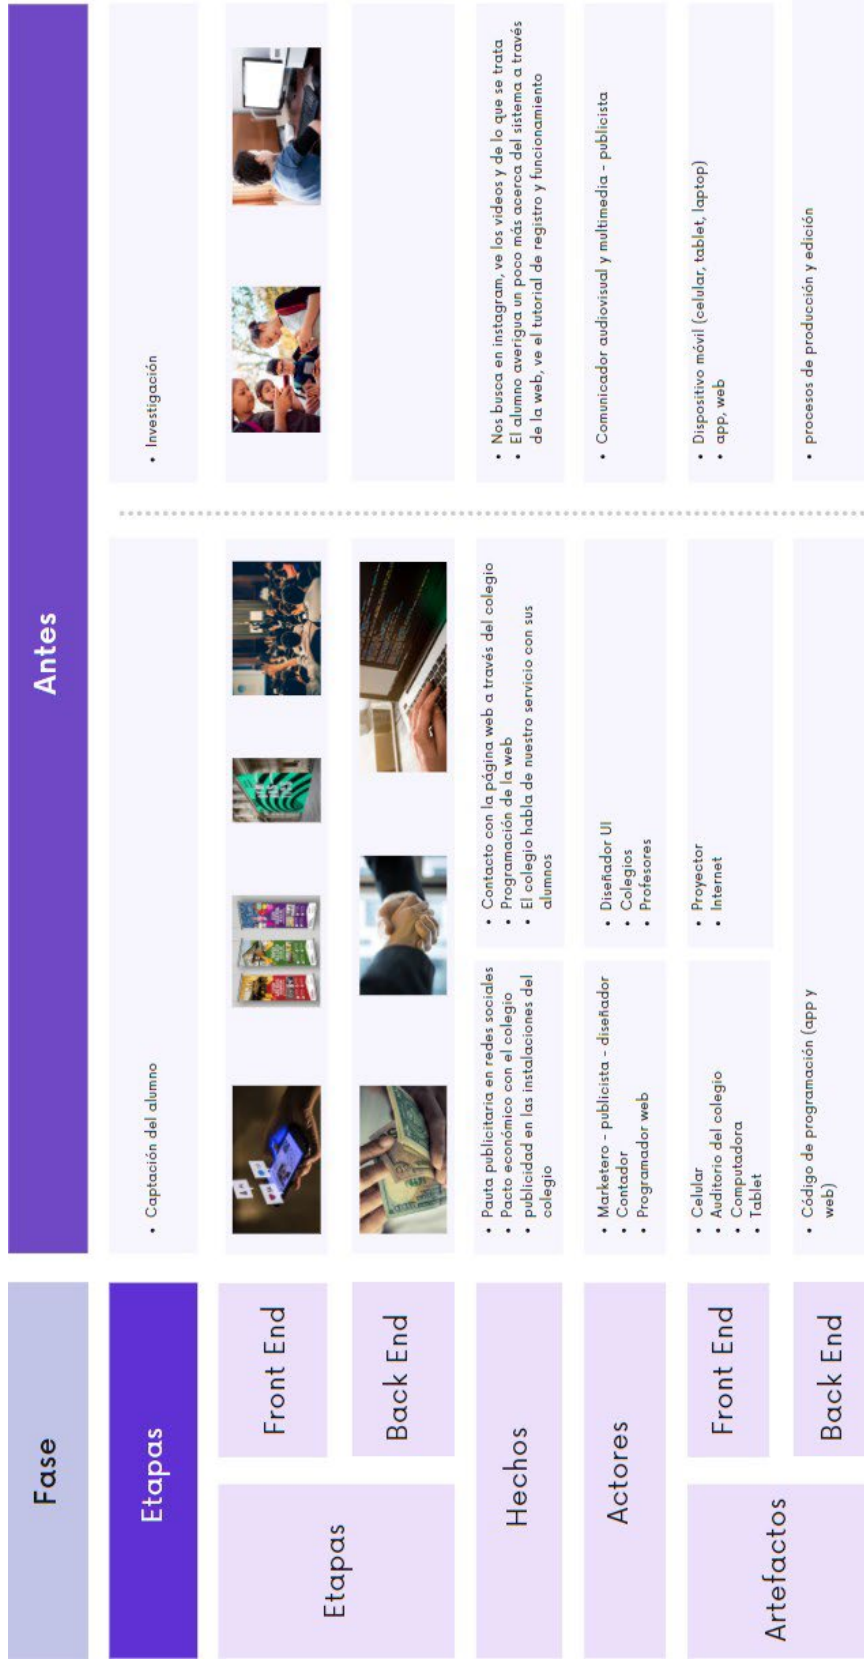 Fase
Antes
Etapas
• Captación del alumno
• Investigación
Etapas
Front End
Back End
Hechos
• Pauta publicitaria en redes sociales
• Pacto económico con el colegio
• publicidad en las instalaciones del
colegio
• Contacto con la página web a través del colegio
• Programación de la web
• El colegio habla de nuestro servicio con sus
alumnos
• Nos busca en instagram, ve los videos y de lo que se trata
• El alumno averigua un poco más acerca del sistema a través
de la web, ve el tutorial de registro y funcionamiento
Actores
• Marketero - publicista - diseñador
• Contador
• Programador web
• Diseñador UI
• Colegios
• Profesores
• Comunicador audiovisual y multimedia - publicista
Artefactos
Front End
• Celular
• Auditorio del colegio
• Computadora
• Tablet
• Proyector
• Internet
• Dispositivo móvil (celular, tablet, laptop)
• app, web
Back End
• Código de programación (app y
web)
• procesos de producción y edición